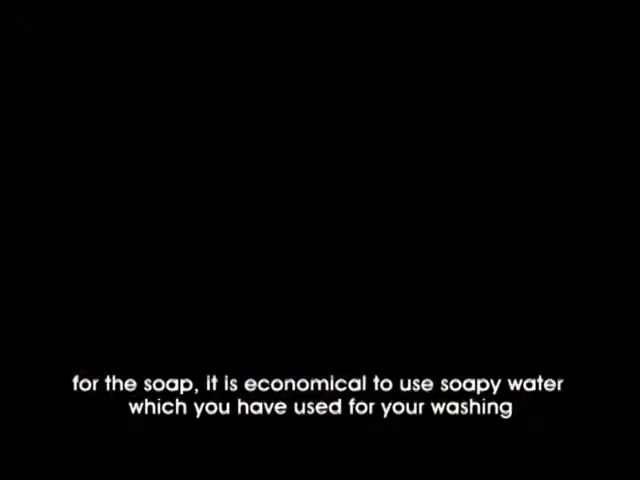 for the soap, it is economical to use soapy water
which you have used for your washing